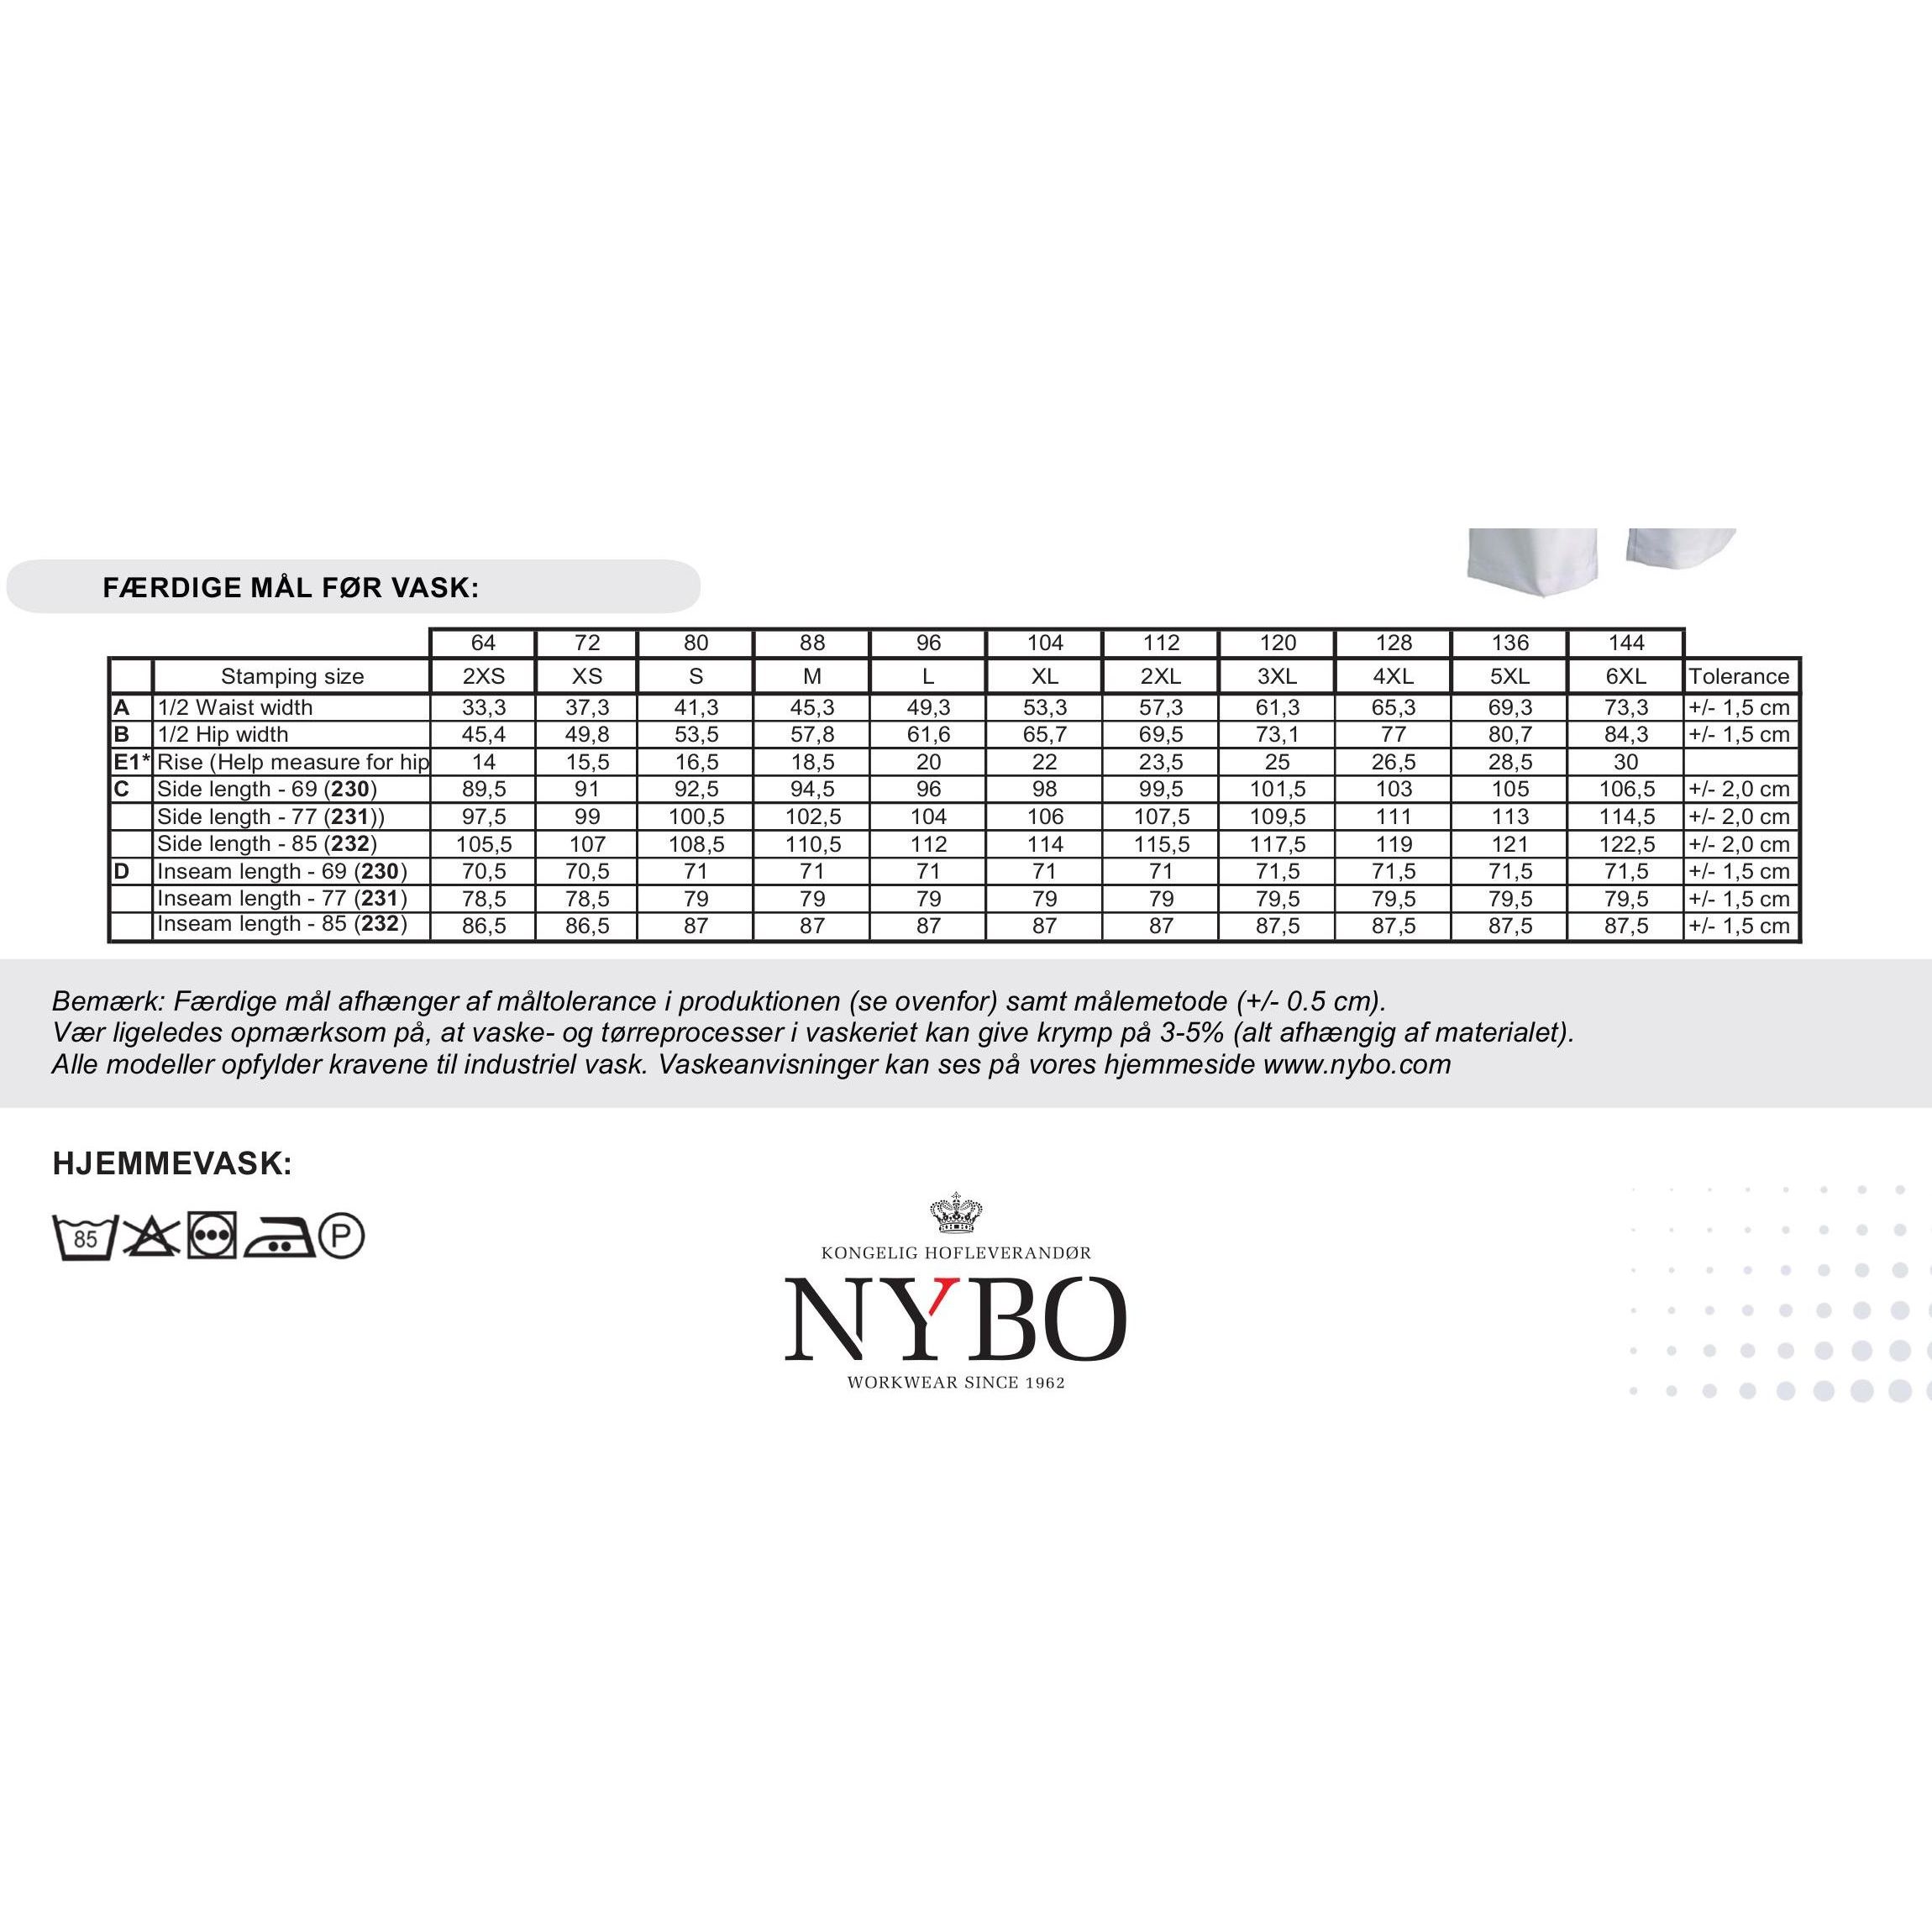 FÆRDIGE MÅL FØR VASK:
64 72 80 88 96 104 112 120 128 136 144
Stamping size 2XS XS S M L XL 2XL 3XL 4XL 5XL 6XL Tolerance
A 1/2 Waist width 33,3 37,3 41,3 45,3 49,3 53,3 57,3 61,3 65,3 69,3 73,3 +/- 1,5 cm
B 1/2 Hip width 45,4 49,8 53,5 57,8 61,6 65,7 69,5 73,1 77 80,7 84,3 +/- 1,5 cm
E1* Rise (Help measure for hip 14 15,5 16,5 18,5 20 22 23,5 25 26,5 28,5 30
C Side length - 69 (230) 89,5 91 92,5 94,5 96 98 99,5 101,5 103 105 106,5 +/- 2,0 cm
Side length - 77 (231)) 97,5 99 100,5 102,5 104 106 107,5 109,5 111 113 114,5 +/- 2,0 cm
Side length - 85 (232) 105,5 107 108,5 110,5 112 114 115,5 117,5 119 121 122,5 +/- 2,0 cm
D Inseam length - 69 (230) 70,5 70,5 71 71 71 71 71 71,5 71,5 71,5 71,5 +/- 1,5 cm
Inseam length - 77 (231) 78,5 78,5 79 79 79 79 79 79,5 79,5 79,5 79,5 +/- 1,5 cm
Inseam length - 85 (232) 86,5 86,5 87 87 87 87 87 87,5 87,5 87,5 87,5 +/- 1,5 cm
Bemærk: Færdige mål afhænger af måltolerance i produktionen (se ovenfor) samt målemetode (+/- 0.5 cm).
Vær ligeledes opmærksom på, at vaske- og tørreprocesser i vaskeriet kan give krymp på 3-5% (alt afhængig af materialet).
Alle modeller opfylder kravene til industriel vask. Vaskeanvisninger kan ses på vores hjemmeside www.nybo.com
HJEMMEVASK:
85 P
KONGELIG HOFLEVERANDØR
NYBO
WORKWEAR SINCE 1962